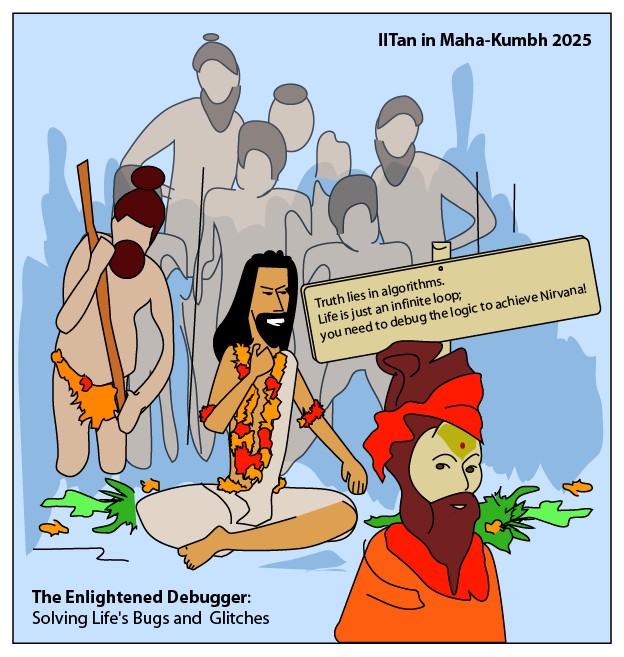 IITan in Maha-Kumbh 2025
Truth lies in algorithms.
Life is just an infinite loop;
you need to debug the logic to achieve Nirvana!
The Enlightened Debugger:
Solving Life's Bugs and Glitches